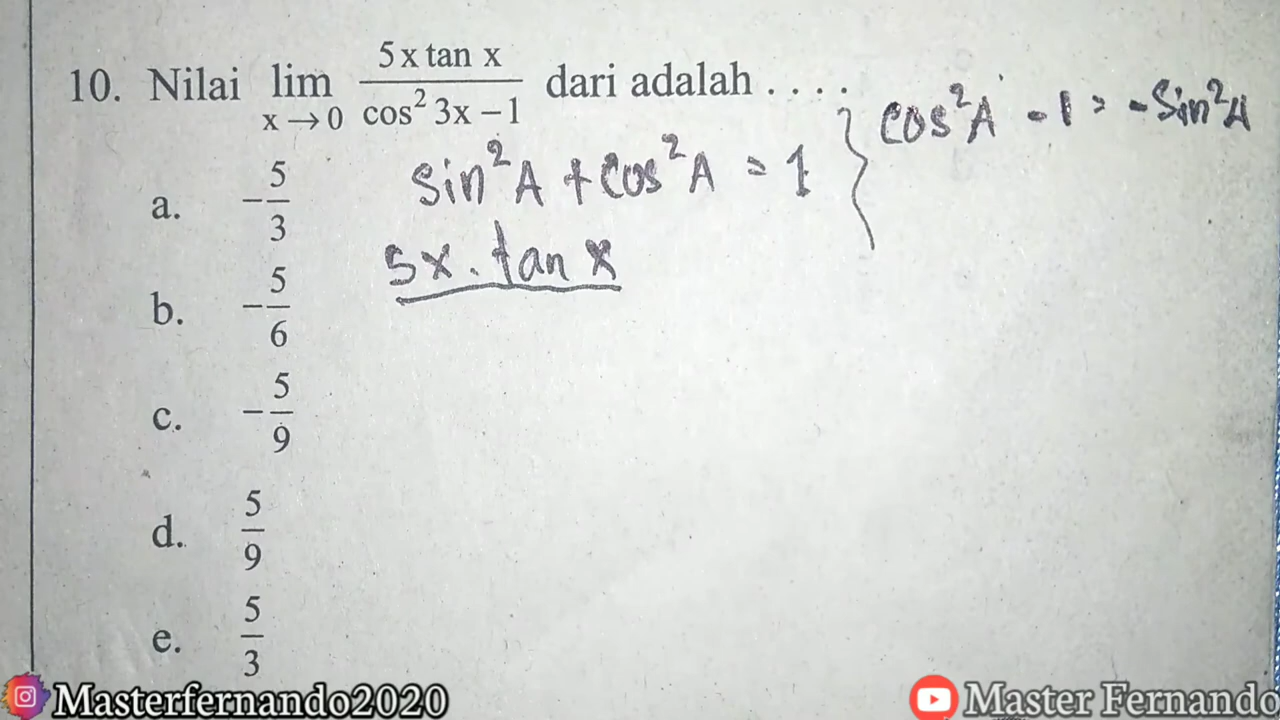 10. Nilai lim x→0 5x tan x / cos² 3x – 1 dari adalah . . . .
sin²A + cos²A = 1 { cos²A - 1 = -sin²A
a. -5/3
5x . tan x
b. -5/6
c. -5/9
d. 5/9
e. 5/3
Masterfernando2020
Master Fernando